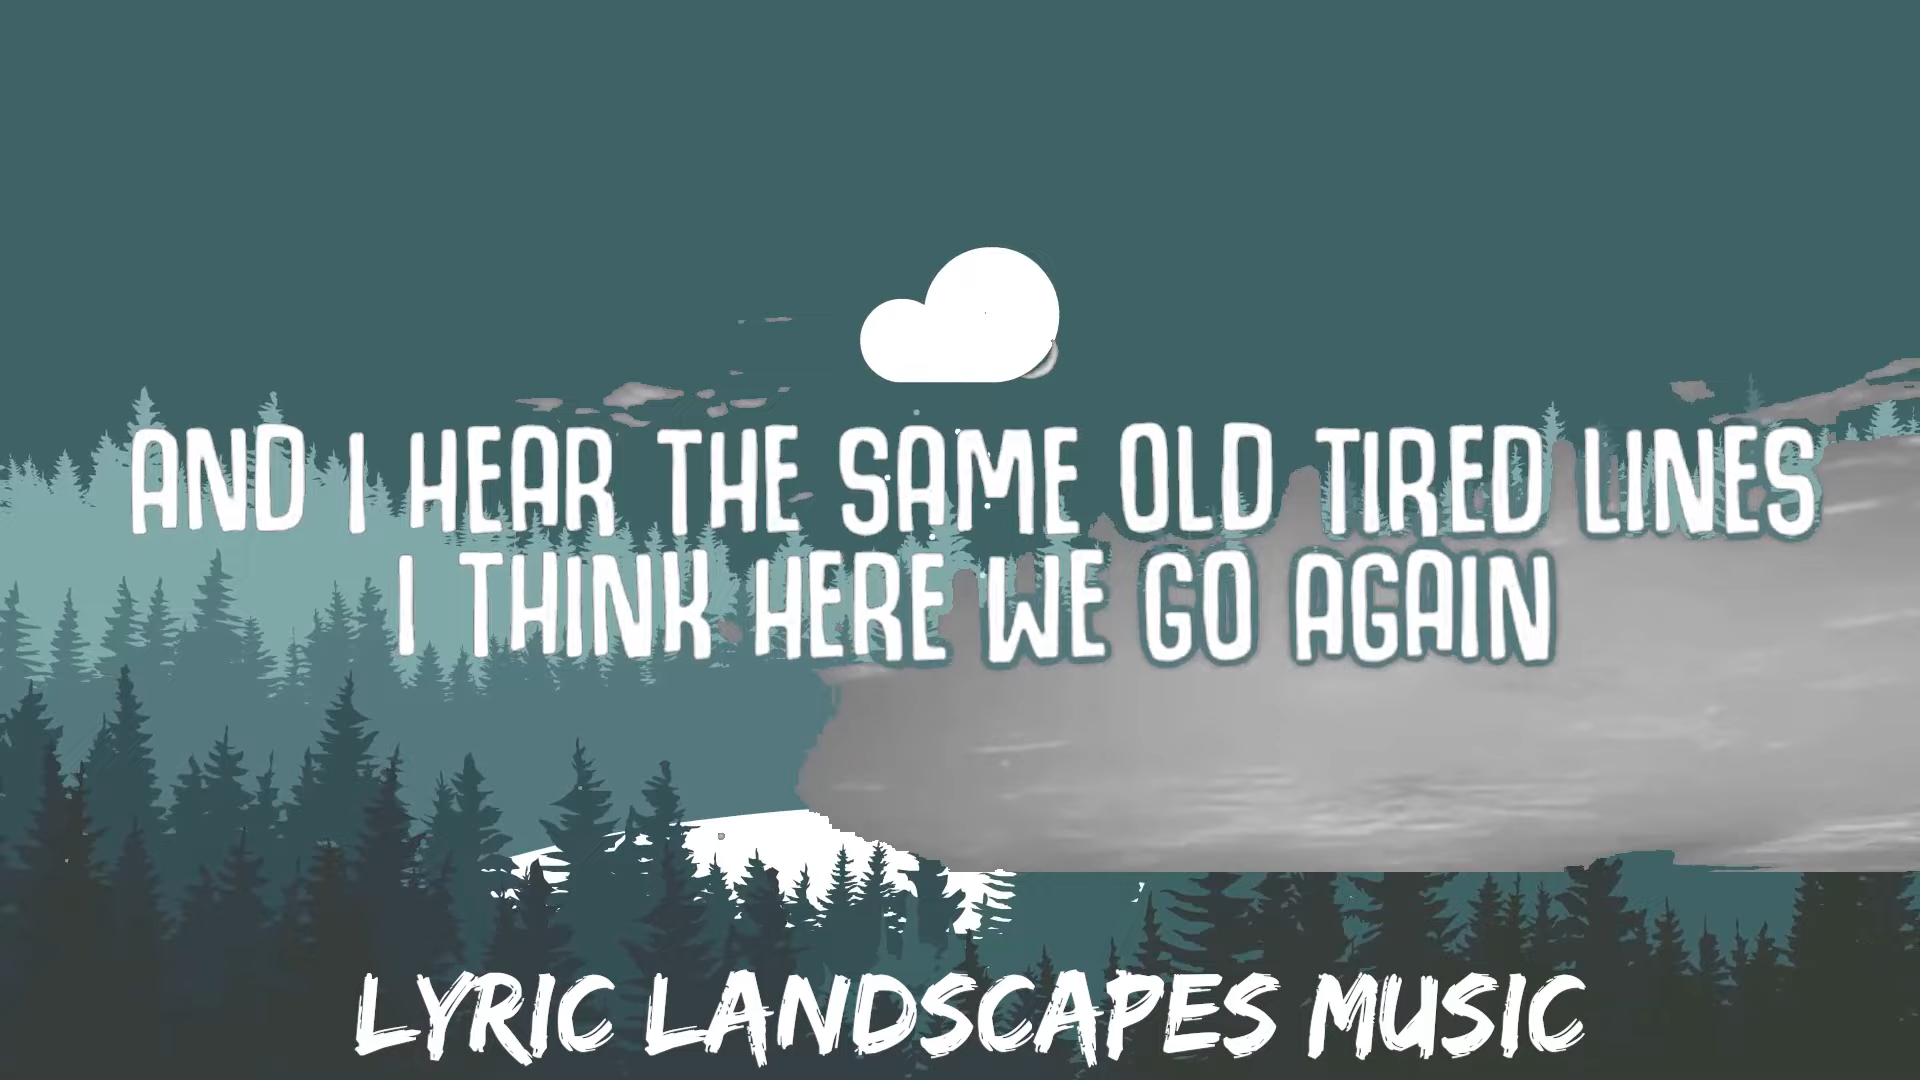 AND I HEAR THE SAME OLD TIRED LINES
I THINK HERE WE GO AGAIN
LYRIC LANDSCAPES MUSIC